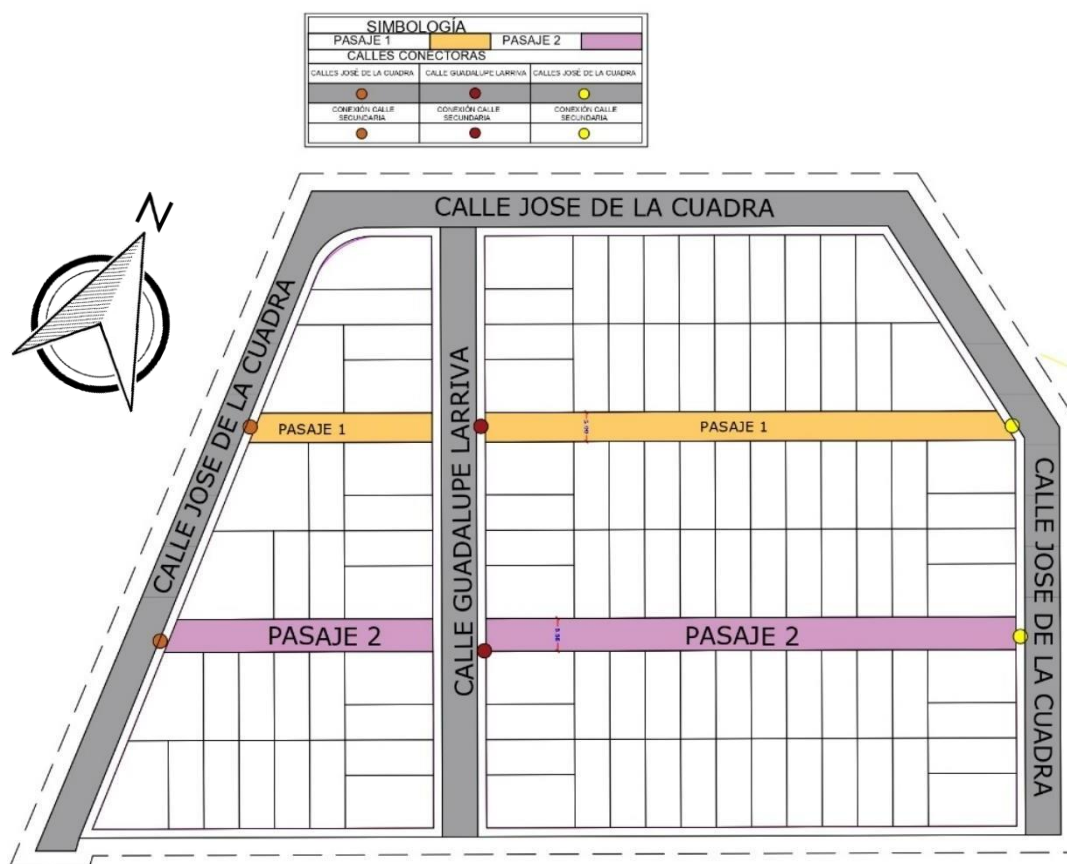 SIMBOLOGÍA
PASAJE 1
PASAJE 2
CALLES CONECTORAS
CALLES JOSÉ DE LA CUADRA
CALLE GUADALUPE LARRIVA
CALLES JOSÉ DE LA CUADRA
CONEXIÓN CALLE
SECUNDARIA
CONEXIÓN CALLE
SECUNDARIA
CONEXIÓN CALLE
SECUNDARIA
N
CALLE JOSE DE LA CUADRA
CALLE JOSE DE LA CUADRA
CALLE GUADALUPE LARRIVA
PASAJE 1
PASAJE 1
CALLE JOSE DE LA CUADRA
PASAJE 2
PASAJE 2